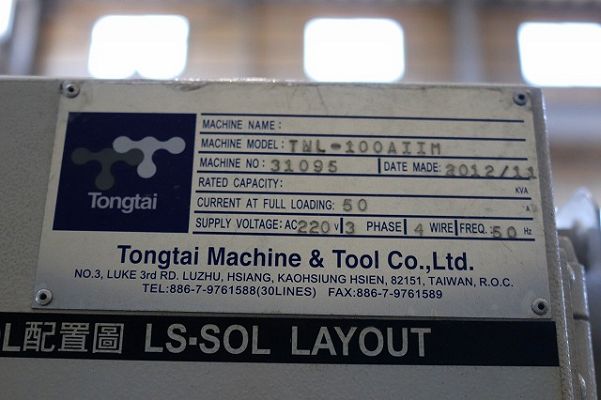 Tongtai
MACHINE NAME:
MACHINE MODEL: TNL-100AIIM
MACHINE NO: 31095 DATE MADE: 2012/11
RATED CAPACITY: KVA
CURRENT AT FULL LOADING: 50 A
SUPPLY VOLTAGE: AC 220 V 3 PHASE 4 WIRE FREQ. 50 Hz
Tongtai Machine & Tool Co.,Ltd.
NO.3, LUKE 3rd RD. LUZHU, HSIANG, KAOHSIUNG HSIEN, 82151, TAIWAN, R.O.C.
TEL:886-7-9761588(30LINES) FAX:886-7-9761589
OL配置圖 LS-SOL LAYOUT